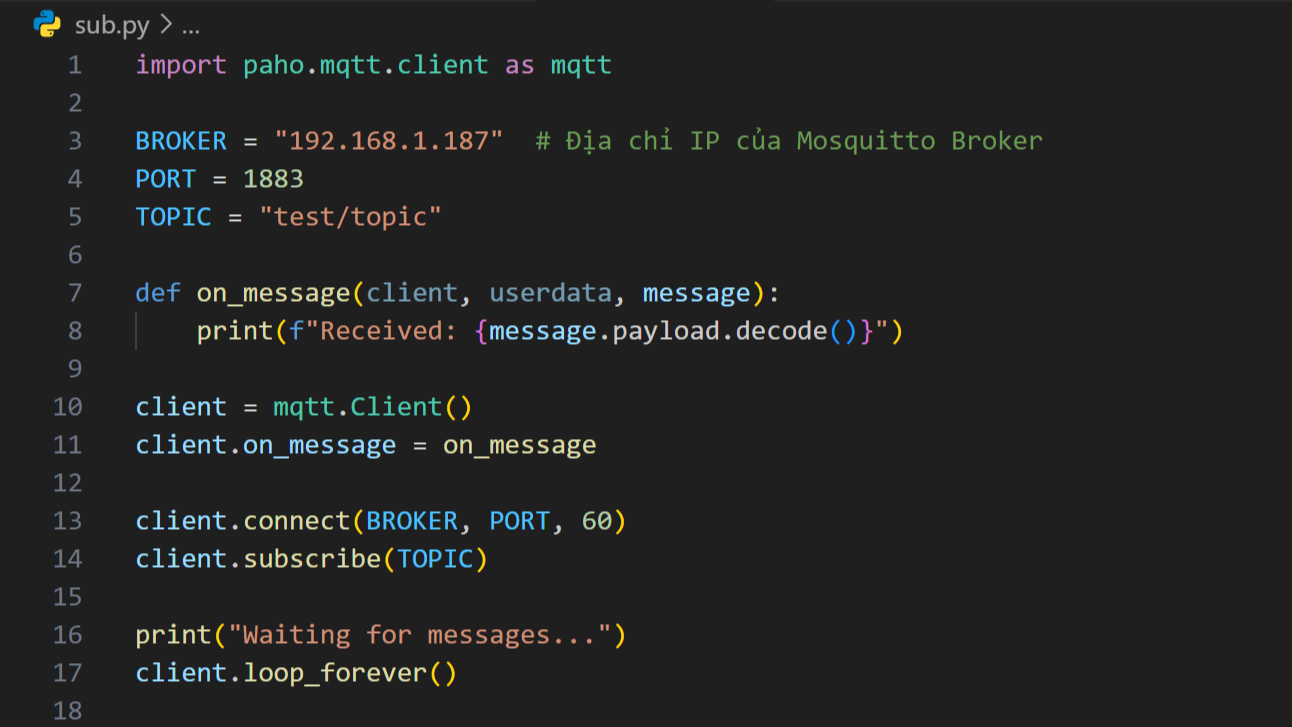 sub.py > ...
1 import paho.mqtt.client as mqtt
2
3 BROKER = "192.168.1.187"  # Địa chỉ IP của Mosquitto Broker
4 PORT = 1883
5 TOPIC = "test/topic"
6
7 def on_message(client, userdata, message):
8     print(f"Received: {message.payload.decode()}")
9
10 client = mqtt.Client()
11 client.on_message = on_message
12
13 client.connect(BROKER, PORT, 60)
14 client.subscribe(TOPIC)
15
16 print("Waiting for messages...")
17 client.loop_forever()
18